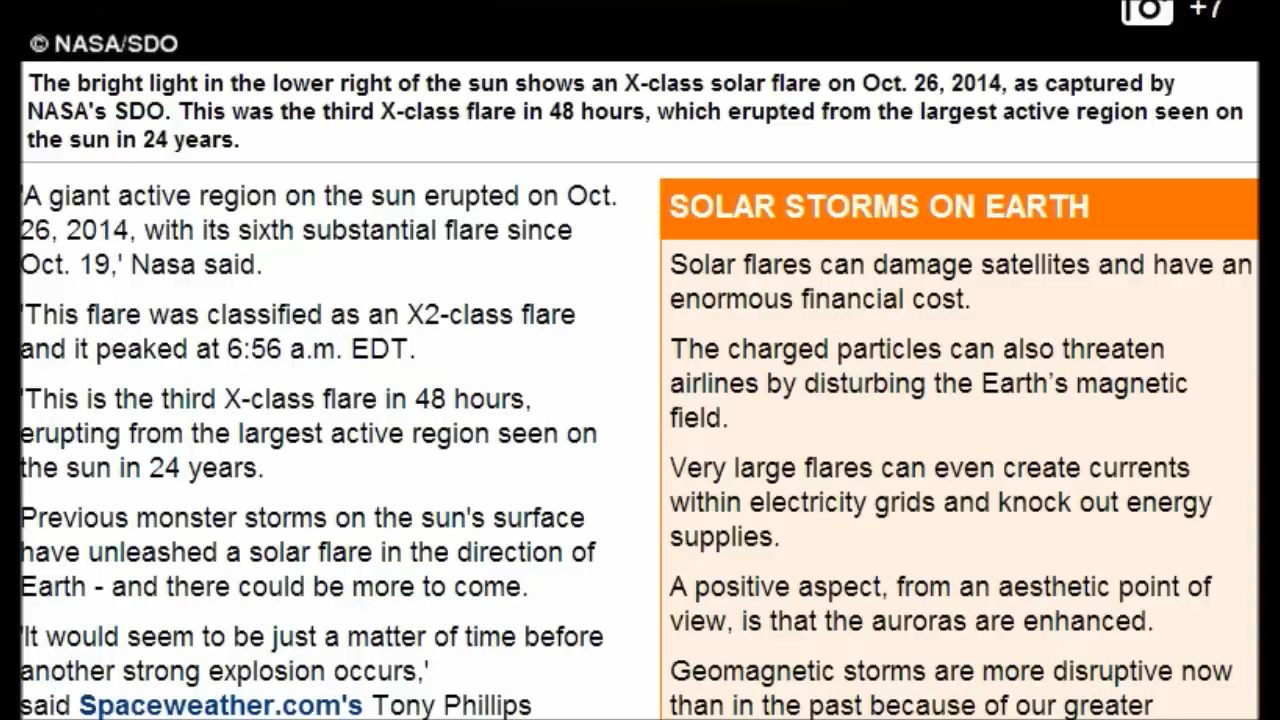 +7
© NASA/SDO
The bright light in the lower right of the sun shows an X-class solar flare on Oct. 26, 2014, as captured by
NASA's SDO. This was the third X-class flare in 48 hours, which erupted from the largest active region seen on
the sun in 24 years.
'A giant active region on the sun erupted on Oct.
26, 2014, with its sixth substantial flare since
Oct. 19,' Nasa said.
'This flare was classified as an X2-class flare
and it peaked at 6:56 a.m. EDT.
'This is the third X-class flare in 48 hours,
erupting from the largest active region seen on
the sun in 24 years.
Previous monster storms on the sun's surface
have unleashed a solar flare in the direction of
Earth - and there could be more to come.
'It would seem to be just a matter of time before
another strong explosion occurs,'
said Spaceweather.com's Tony Phillips
SOLAR STORMS ON EARTH
Solar flares can damage satellites and have an
enormous financial cost.
The charged particles can also threaten
airlines by disturbing the Earth’s magnetic
field.
Very large flares can even create currents
within electricity grids and knock out energy
supplies.
A positive aspect, from an aesthetic point of
view, is that the auroras are enhanced.
Geomagnetic storms are more disruptive now
than in the past because of our greater